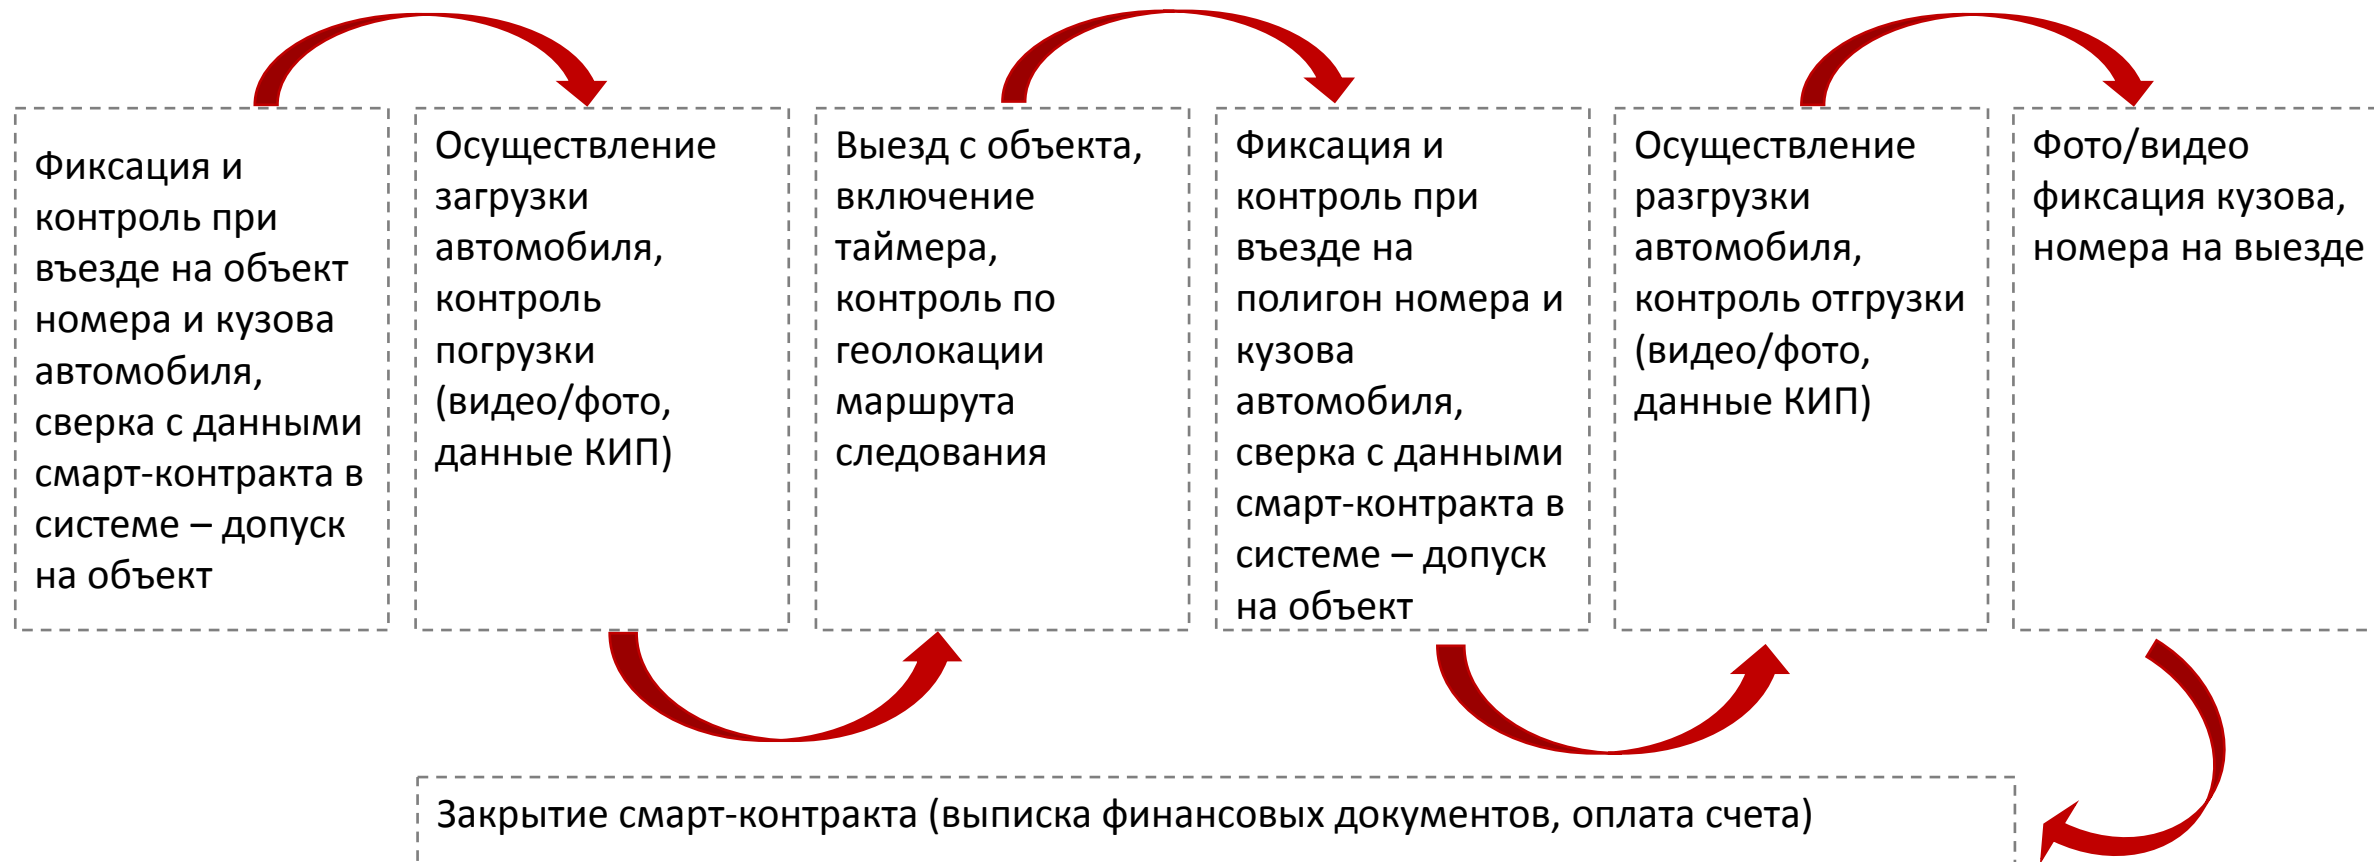 Фиксация и
контроль при
въезде на объект
номера и кузова
автомобиля,
сверка с данными
смарт-контракта в
системе – допуск
на объект
Осуществление
загрузки
автомобиля,
контроль
погрузки
(видео/фото,
данные КИП)
Выезд с объекта,
включение
таймера,
контроль по
геолокации
маршрута
следования
Фиксация и
контроль при
въезде на
полигон номера и
кузова
автомобиля,
сверка с данными
смарт-контракта в
системе – допуск
на объект
Осуществление
разгрузки
автомобиля,
контроль отгрузки
(видео/фото,
данные КИП)
Фото/видео
фиксация кузова,
номера на выезде
Закрытие смарт-контракта (выписка финансовых документов, оплата счета)